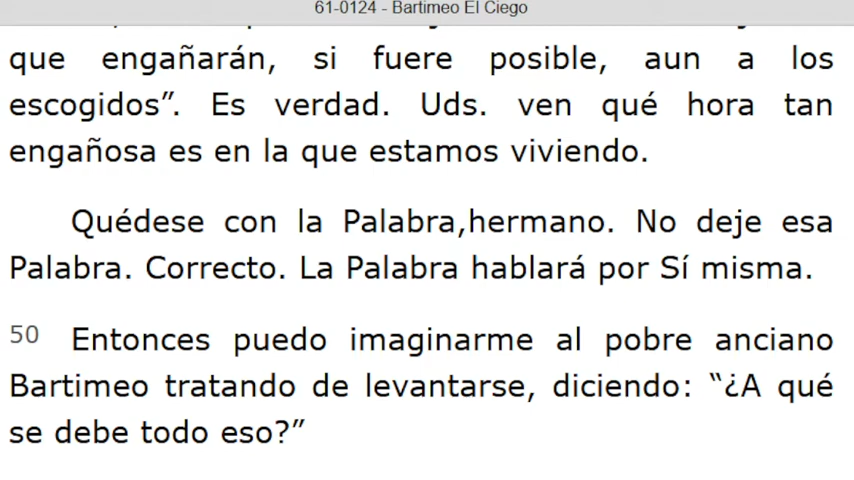 61-0124 - Bartimeo El Ciego
que engañarán, si fuere posible, aun a los
escogidos”. Es verdad. Uds. ven qué hora tan
engañosa es en la que estamos viviendo.
Quédese con la Palabra,hermano. No deje esa
Palabra. Correcto. La Palabra hablará por Sí misma.
50 Entonces puedo imaginarme al pobre anciano
Bartimeo tratando de levantarse, diciendo: “¿A qué
se debe todo eso?”